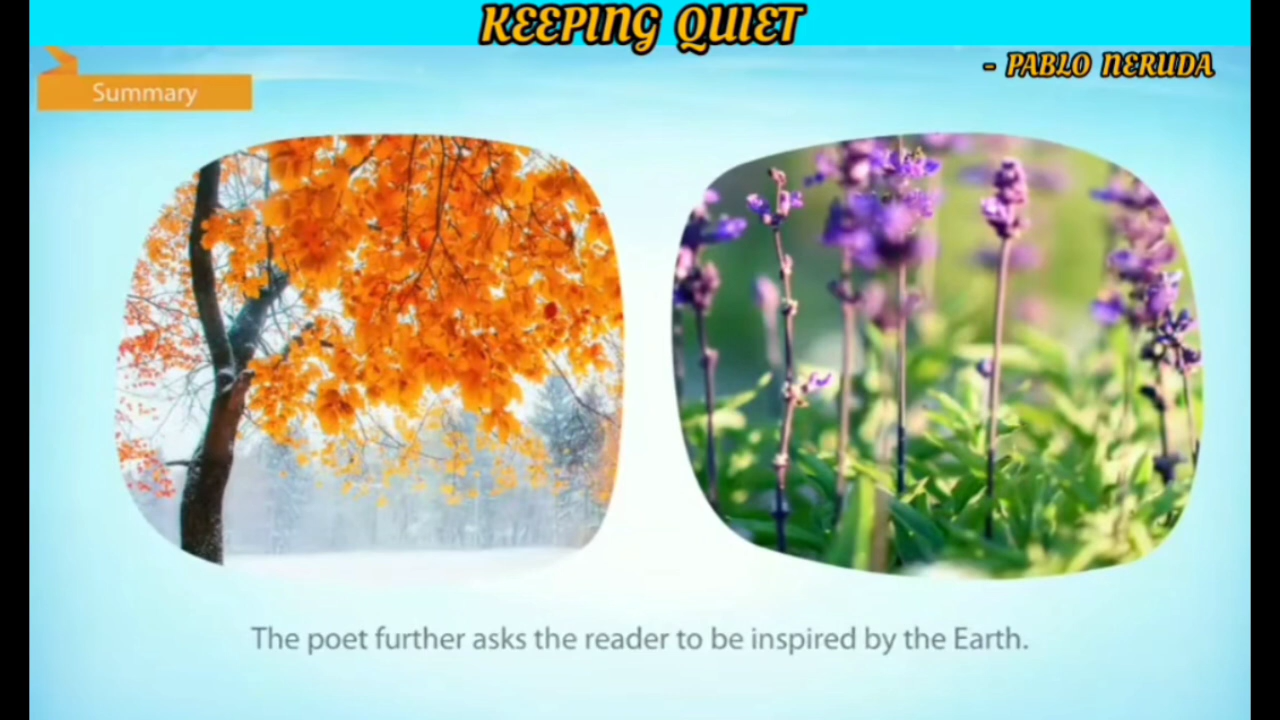 KEEPING QUIET
- PABLO NERUDA
Summary
The poet further asks the reader to be inspired by the Earth.